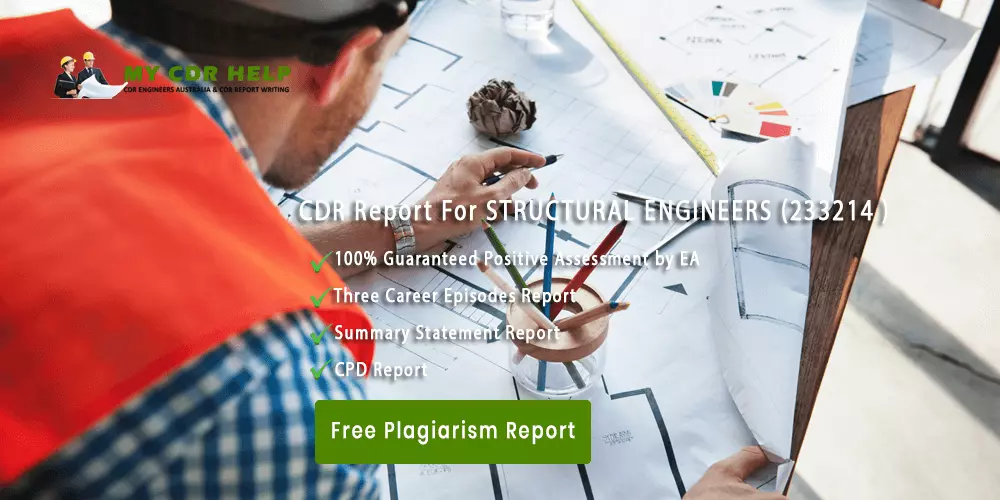 MY CDR HELP
CDR ENGINEERS AUSTRALIA & CDR REPORT WRITING
CDR Report For STRUCTURAL ENGINEERS (233214 )
100% Guaranteed Positive Assessment by EA
Three Career Episodes Report
Summary Statement Report
CPD Report
Free Plagiarism Report